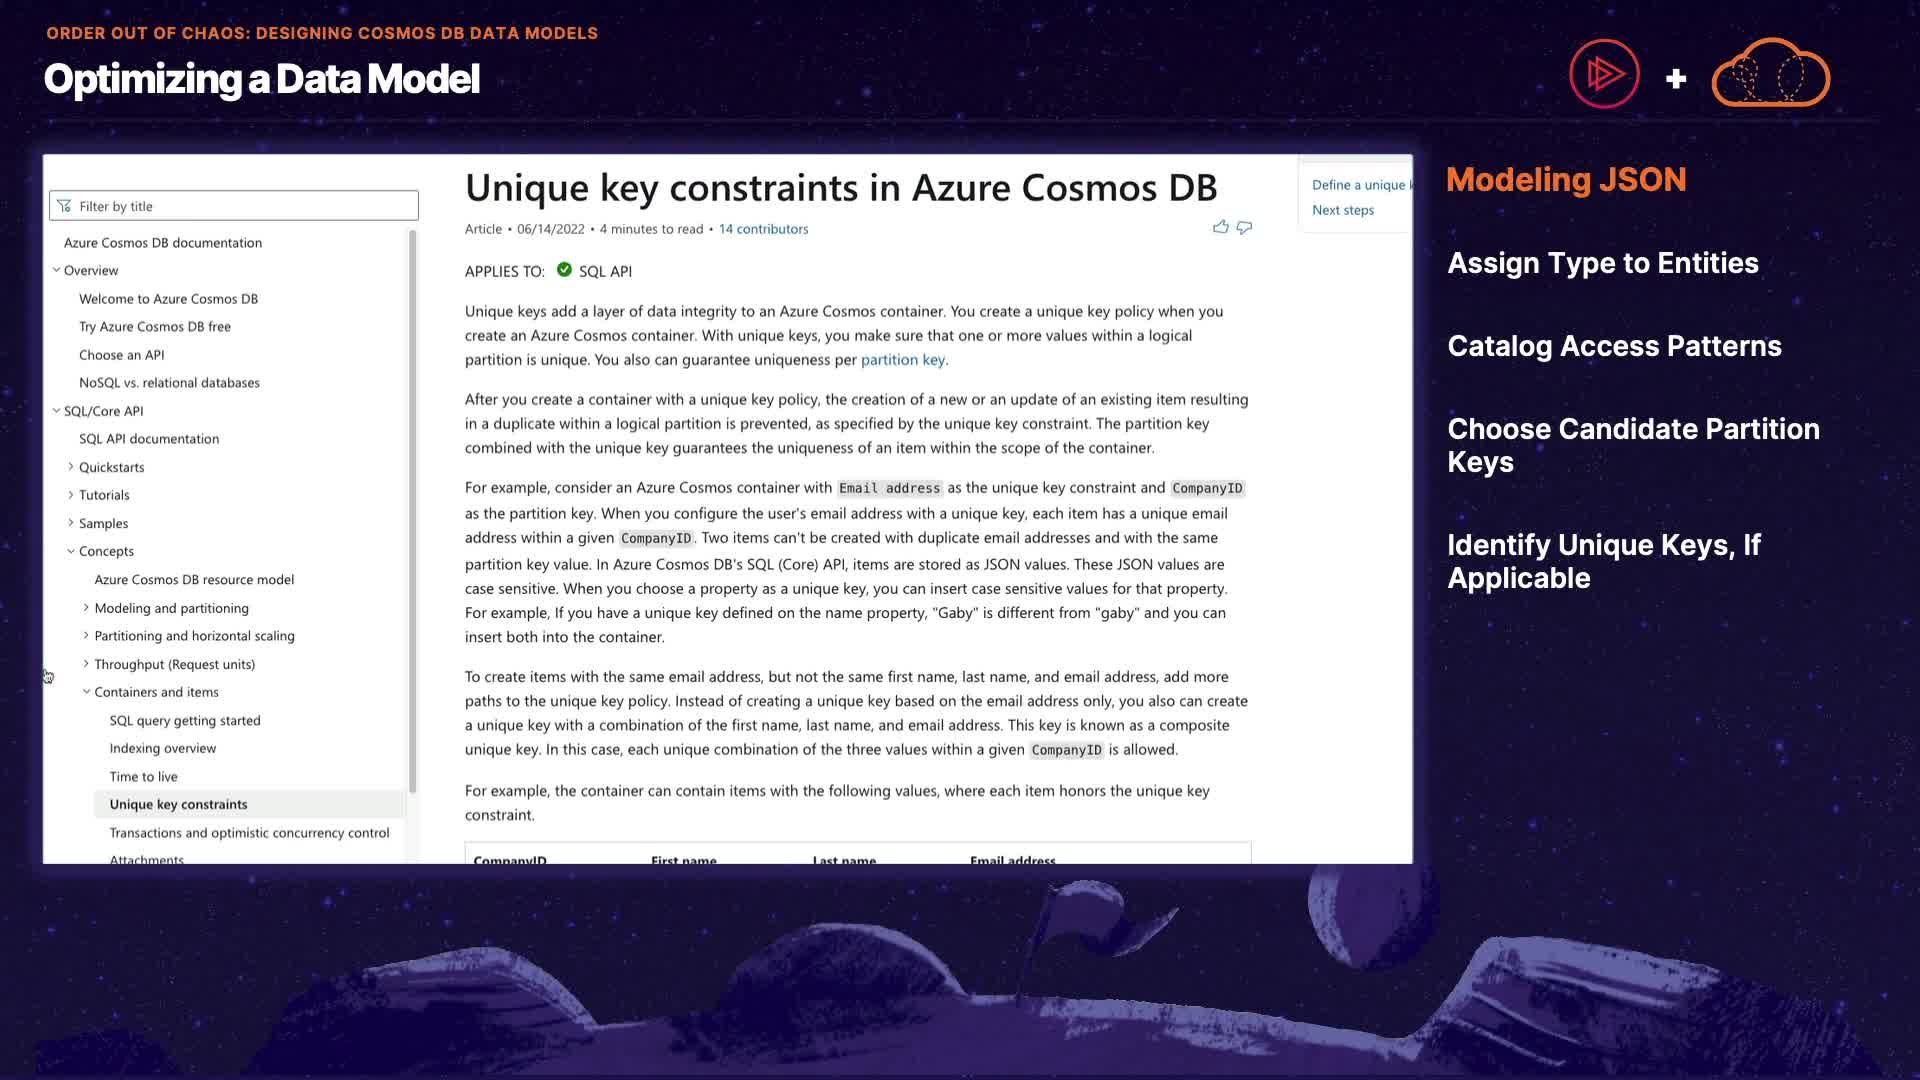 ORDER OUT OF CHAOS: DESIGNING COSMOS DB DATA MODELS
Optimizing a Data Model
+
Filter by title
Azure Cosmos DB documentation
Overview
Welcome to Azure Cosmos DB
Try Azure Cosmos DB free
Choose an API
NoSQL vs. relational databases
SQL/Core API
SQL API documentation
Quickstarts
Tutorials
Samples
Concepts
Azure Cosmos DB resource model
Modeling and partitioning
Partitioning and horizontal scaling
Throughput (Request units)
Containers and items
SQL query getting started
Indexing overview
Time to live
Unique key constraints
Transactions and optimistic concurrency control
Attachments
Unique key constraints in Azure Cosmos DB
Article • 06/14/2022 • 4 minutes to read • 14 contributors
APPLIES TO: SQL API
Unique keys add a layer of data integrity to an Azure Cosmos container. You create a unique key policy when you
create an Azure Cosmos container. With unique keys, you make sure that one or more values within a logical
partition is unique. You also can guarantee uniqueness per partition key.
After you create a container with a unique key policy, the creation of a new or an update of an existing item resulting
in a duplicate within a logical partition is prevented, as specified by the unique key constraint. The partition key
combined with the unique key guarantees the uniqueness of an item within the scope of the container.
For example, consider an Azure Cosmos container with Email address as the unique key constraint and CompanyID
as the partition key. When you configure the user's email address with a unique key, each item has a unique email
address within a given CompanyID. Two items can't be created with duplicate email addresses and with the same
partition key value. In Azure Cosmos DB's SQL (Core) API, items are stored as JSON values. These JSON values are
case sensitive. When you choose a property as a unique key, you can insert case sensitive values for that property.
For example, If you have a unique key defined on the name property, "Gaby" is different from "gaby" and you can
insert both into the container.
To create items with the same email address, but not the same first name, last name, and email address, add more
paths to the unique key policy. Instead of creating a unique key based on the email address only, you also can create
a unique key with a combination of the first name, last name, and email address. This key is known as a composite
unique key. In this case, each unique combination of the three values within a given CompanyID is allowed.
For example, the container can contain items with the following values, where each item honors the unique key
constraint.
CompanyID First name Last name Email address
Define a unique k
Next steps
Modeling JSON
Assign Type to Entities
Catalog Access Patterns
Choose Candidate Partition
Keys
Identify Unique Keys, If
Applicable